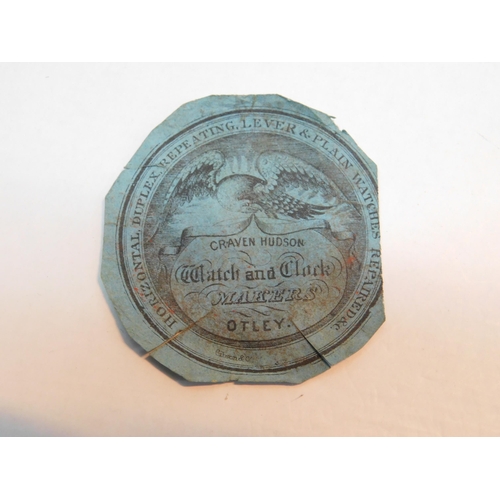 HORIZONTAL, DUPLEX, REPEATING, LEVER & PLAIN WATCHES REPAIRED &c.
CRAVEN HUDSON
Watch and Clock
MAKERS
OTLEY.